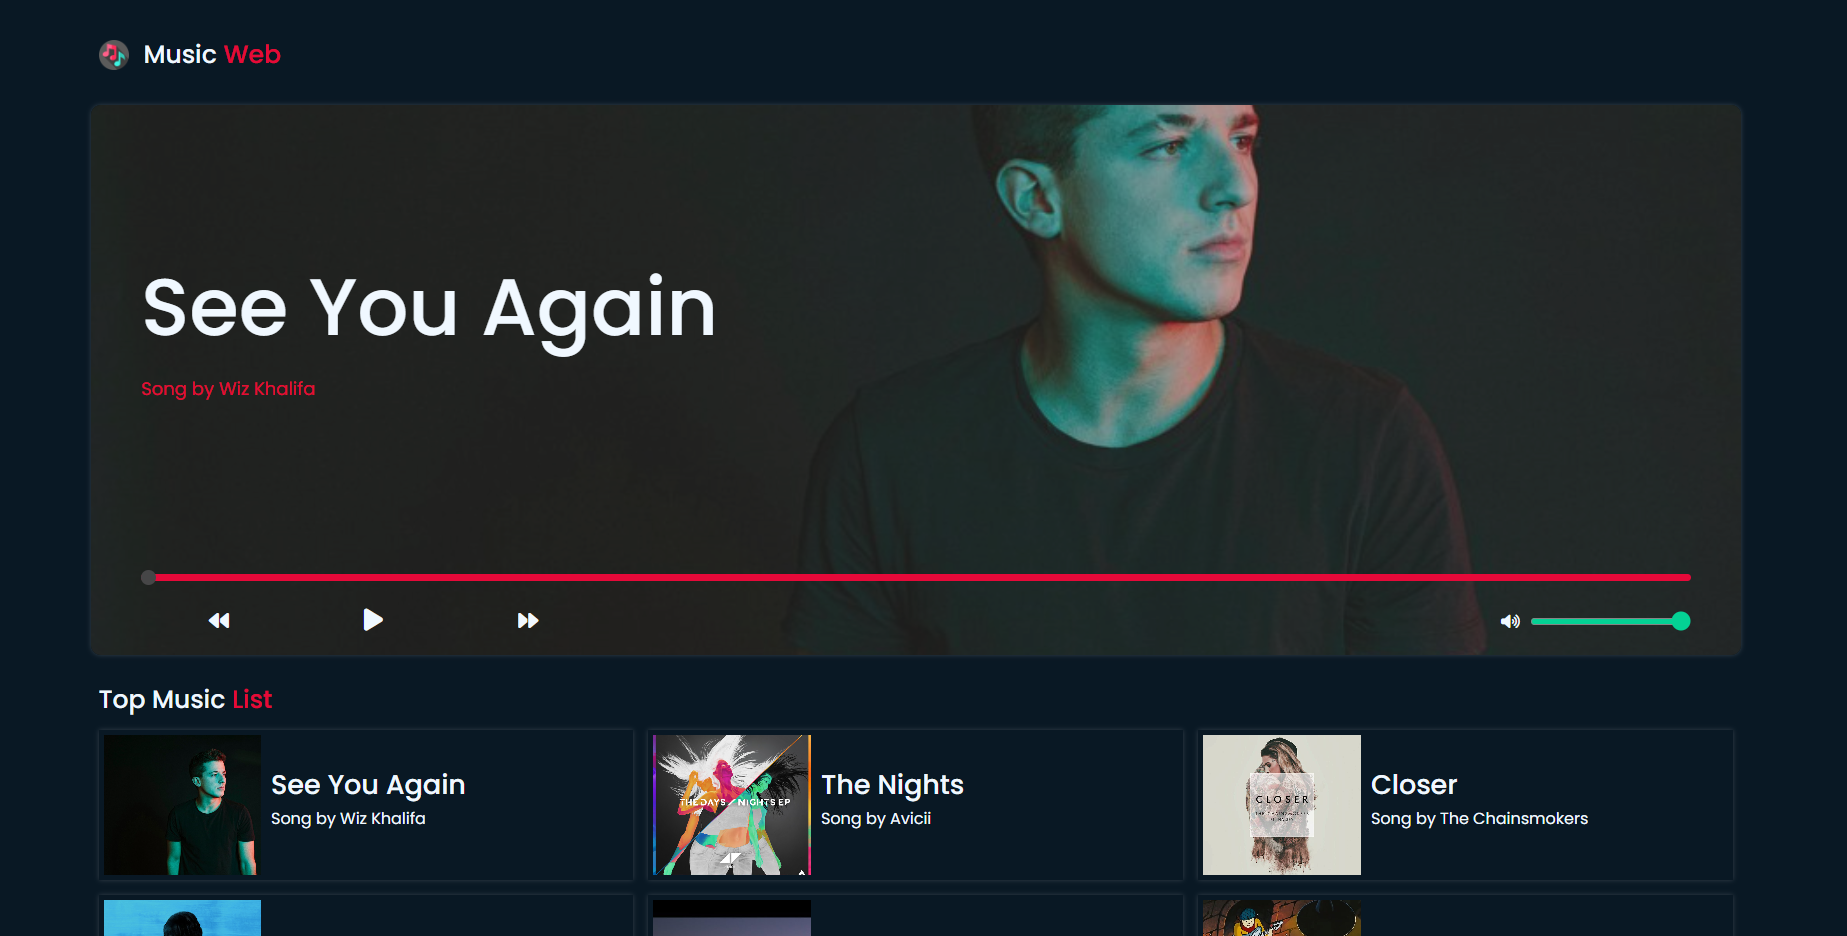 Music Web
See You Again
Song by Wiz Khalifa
Top Music List
See You Again
Song by Wiz Khalifa
THE DAYS / NIGHTS EP
The Nights
Song by Avicii
CLOSER
Closer
Song by The Chainsmokers